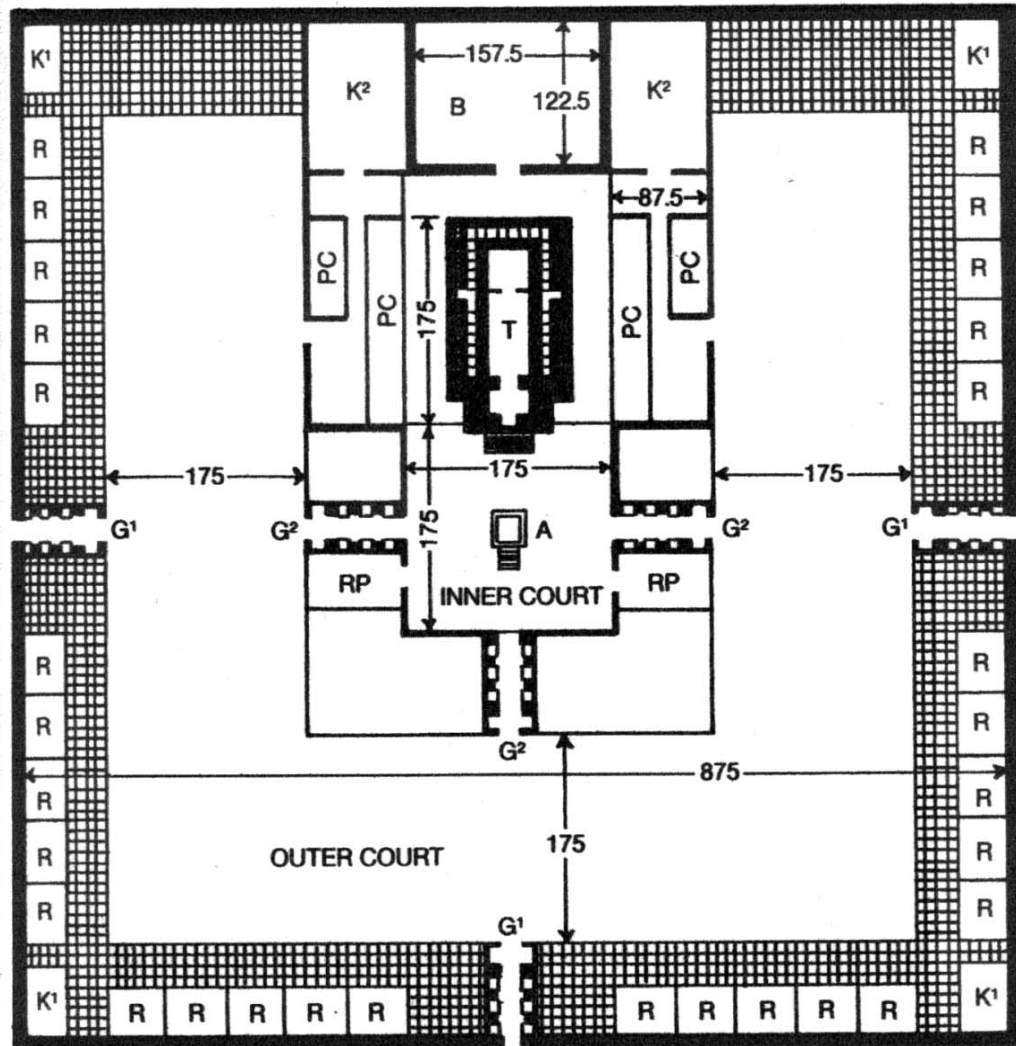 K¹ K² 157.5 K² K¹
B 122.5
R R
87.5
R R
PC PC
R R
PC T PC
175
R R
R R
175 175 175
G¹ G² 175 A G² G¹
RP INNER COURT RP
R R
R R
G²
875
R R
175
R OUTER COURT R
R R
G¹
K¹ K¹
R R R R R R R R R R